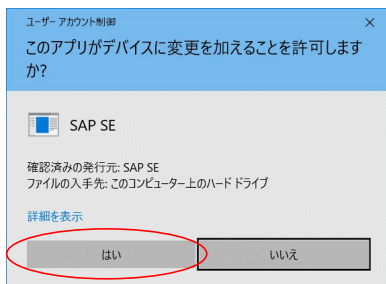 ユーザー アカウント制御
このアプリがデバイスに変更を加えることを許可します
か?
SAP SE
確認済みの発行元: SAP SE
ファイルの入手先: このコンピューター上のハード ドライブ
詳細を表示
はい
いいえ